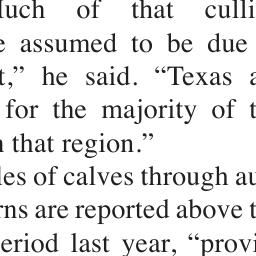 Much of that culli
e assumed to be due
t,” he said. “Texas a
for the majority of t
n that region.”
les of calves through au
rns are reported above t
eriod last year, “provi